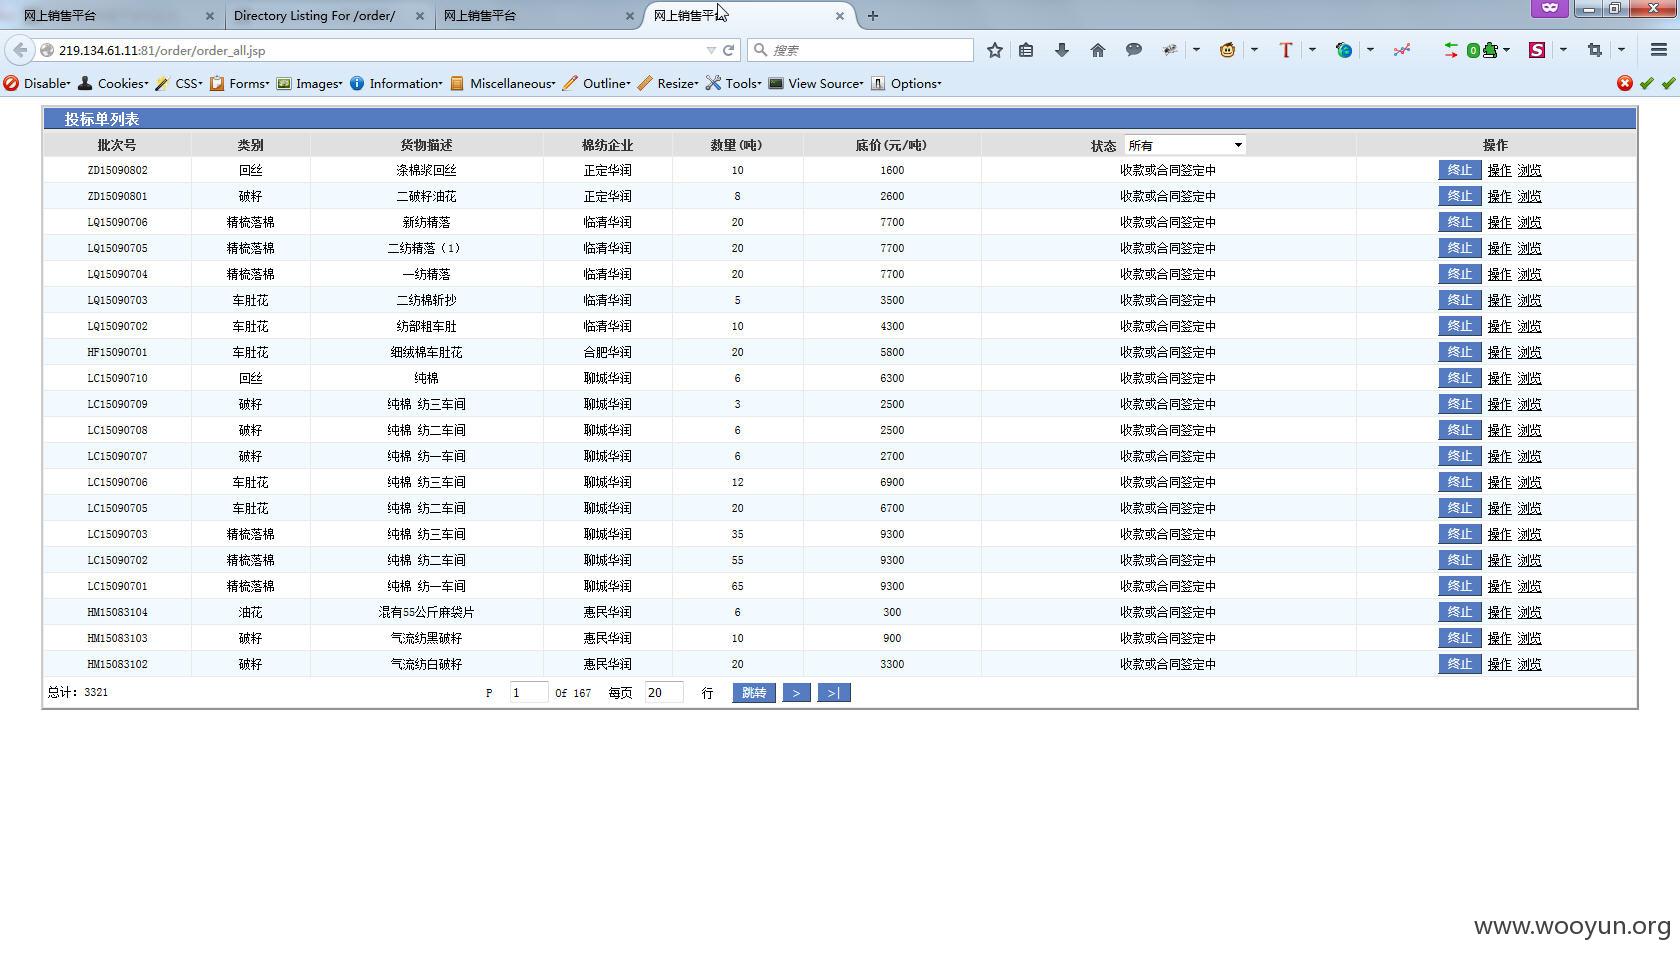 网上销售平台 Directory Listing For /order/ 网上销售平台 网上销售平台
219.134.61.11:81/order/order_all.jsp 搜索
Disable Cookies CSS Forms Images Information Miscellaneous Outline Resize Tools View Source Options
投标单列表
批次号 类别 货物描述 棉纺企业 数量(吨) 底价(元/吨) 状态 所有 操作
ZD15090802 回丝 涤棉浆回丝 正定华润 10 1600 收款或合同签定中 终止 操作 浏览
ZD15090801 破籽 二破籽油花 正定华润 8 2600 收款或合同签定中 终止 操作 浏览
LQ15090706 精梳落棉 新纺精落 临清华润 20 7700 收款或合同签定中 终止 操作 浏览
LQ15090705 精梳落棉 二纺精落（1） 临清华润 20 7700 收款或合同签定中 终止 操作 浏览
LQ15090704 精梳落棉 一纺精落 临清华润 20 7700 收款或合同签定中 终止 操作 浏览
LQ15090703 车肚花 二纺棉斩抄 临清华润 5 3500 收款或合同签定中 终止 操作 浏览
LQ15090702 车肚花 纺部粗车肚 临清华润 10 4300 收款或合同签定中 终止 操作 浏览
HF15090701 车肚花 细绒棉车肚花 合肥华润 20 5800 收款或合同签定中 终止 操作 浏览
LC15090710 回丝 纯棉 聊城华润 6 6300 收款或合同签定中 终止 操作 浏览
LC15090709 破籽 纯棉 纺三车间 聊城华润 3 2500 收款或合同签定中 终止 操作 浏览
LC15090708 破籽 纯棉 纺二车间 聊城华润 6 2500 收款或合同签定中 终止 操作 浏览
LC15090707 破籽 纯棉 纺一车间 聊城华润 6 2700 收款或合同签定中 终止 操作 浏览
LC15090706 车肚花 纯棉 纺三车间 聊城华润 12 6900 收款或合同签定中 终止 操作 浏览
LC15090705 车肚花 纯棉 纺二车间 聊城华润 20 6700 收款或合同签定中 终止 操作 浏览
LC15090703 精梳落棉 纯棉 纺三车间 聊城华润 35 9300 收款或合同签定中 终止 操作 浏览
LC15090702 精梳落棉 纯棉 纺二车间 聊城华润 55 9300 收款或合同签定中 终止 操作 浏览
LC15090701 精梳落棉 纯棉 纺一车间 聊城华润 65 9300 收款或合同签定中 终止 操作 浏览
HM15083104 油花 混有55公斤麻袋片 惠民华润 6 300 收款或合同签定中 终止 操作 浏览
HM15083103 破籽 气流纺黑破籽 惠民华润 10 900 收款或合同签定中 终止 操作 浏览
HM15083102 破籽 气流纺白破籽 惠民华润 20 3300 收款或合同签定中 终止 操作 浏览
总计：3321 P 1 Of 167 每页 20 行 跳转 > >|
www.wooyun.org